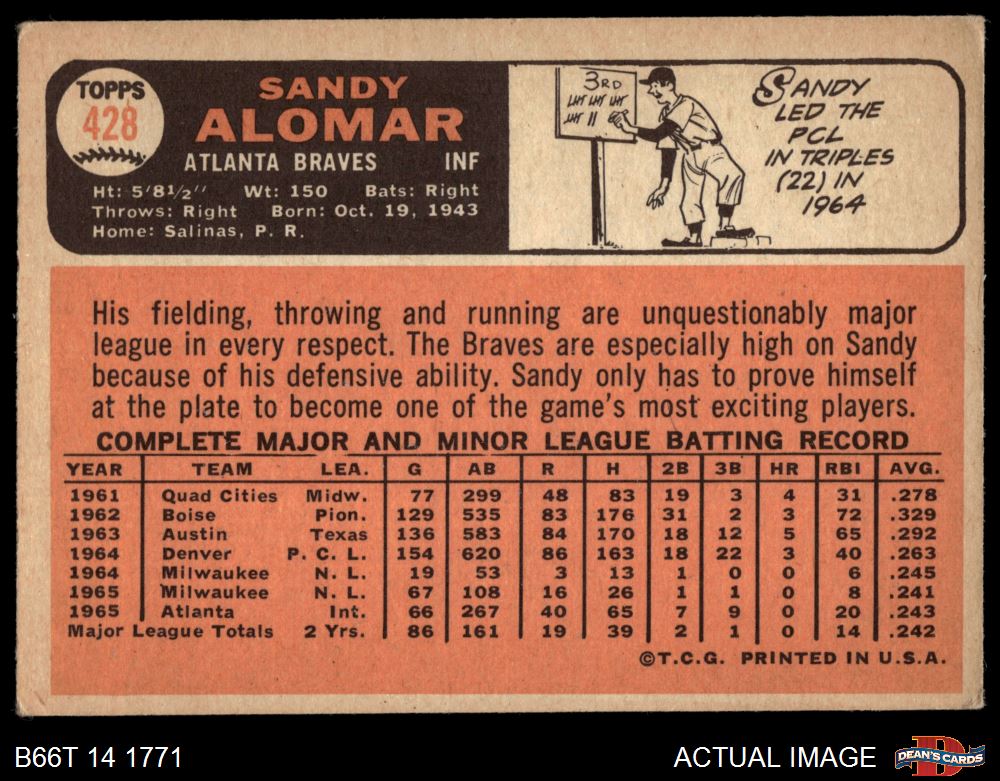 TOPPS
428
SANDY
ALOMAR
ATLANTA BRAVES INF
Ht: 5'8½" Wt: 150 Bats: Right
Throws: Right Born: Oct. 19, 1943
Home: Salinas, P. R.
3RD
SANDY
LED THE
PCL
IN TRIPLES
(22) IN
1964
His fielding, throwing and running are unquestionably major
league in every respect. The Braves are especially high on Sandy
because of his defensive ability. Sandy only has to prove himself
at the plate to become one of the game's most exciting players.
COMPLETE MAJOR AND MINOR LEAGUE BATTING RECORD
YEAR TEAM LEA. G AB R H 2B 3B HR RBI AVG.
1961 Quad Cities Midw. 77 299 48 83 19 3 4 31 .278
1962 Boise Pion. 129 535 83 176 31 2 3 72 .329
1963 Austin Texas 136 583 84 170 18 12 5 65 .292
1964 Denver P. C. L. 154 620 86 163 18 22 3 40 .263
1964 Milwaukee N. L. 19 53 3 13 1 0 0 6 .245
1965 Milwaukee N. L. 67 108 16 26 1 1 0 8 .241
1965 Atlanta Int. 66 267 40 65 7 9 0 20 .243
Major League Totals 2 Yrs. 86 161 19 39 2 1 0 14 .242
©T.C.G. PRINTED IN U.S.A.
B66T 14 1771 ACTUAL IMAGE
DEAN'S CARDS